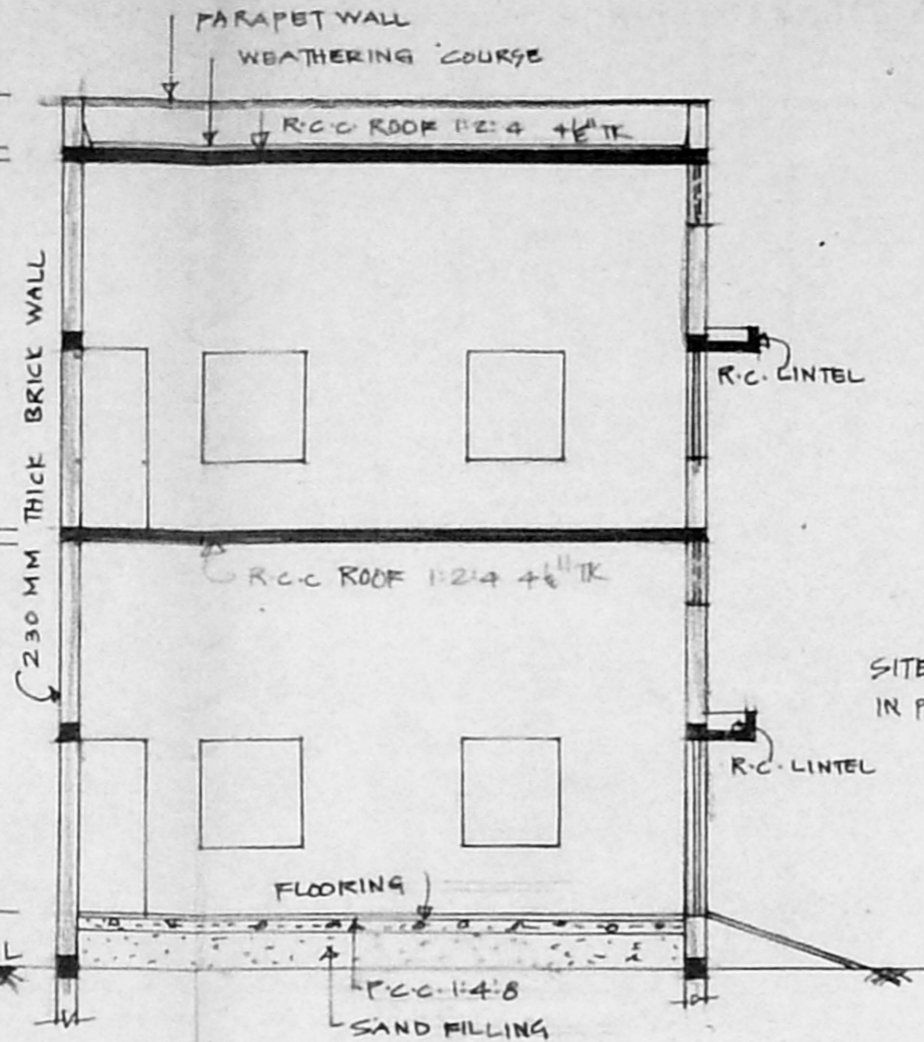 PARAPET WALL
WEATHERING COURSE
R.C.C ROOF 1:2:4 4½" TK
230 MM THICK BRICK WALL
R.C. LINTEL
R.C.C ROOF 1:2:4 4½" TK
SITE
IN
R.C. LINTEL
FLOORING
L
P.C.C. 1:4:8
SAND FILLING